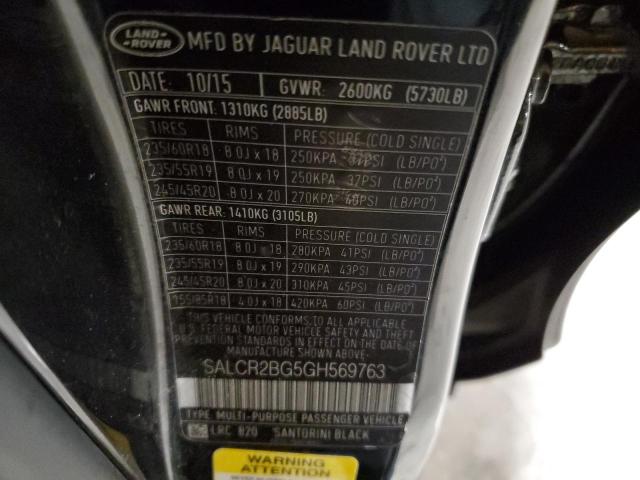 LAND-
ROVER
MFD BY JAGUAR LAND ROVER LTD
DATE: 10/15 GVWR: 2600KG (5730LB)
GAWR FRONT: 1310KG (2885LB)
TIRES RIMS PRESSURE (COLD SINGLE)
235/60R18 8.0J x 18 250KPA 37PSI (LB/PO²)
235/55R19 8.0J x 19 250KPA 37PSI (LB/PO²)
245/45R20 8.0J x 20 270KPA 40PSI (LB/PO²)
GAWR REAR: 1410KG (3105LB)
TIRES RIMS PRESSURE (COLD SINGLE)
235/60R18 8.0J x 18 280KPA 41PSI (LB/PO²)
235/55R19 8.0J x 19 290KPA 43PSI (LB/PO²)
245/45R20 8.0J x 20 310KPA 45PSI (LB/PO²)
155/85R18 4.0J x 18 420KPA 60PSI (LB/PO²)
THIS VEHICLE CONFORMS TO ALL APPLICABLE
U.S. FEDERAL MOTOR VEHICLE SAFETY AND THEFT
PREVENTION STANDARDS IN EFFECT ON THE DATE
OF MANUFACTURE SHOWN ABOVE.
SALCR2BG5GH569763
TYPE: MULTI-PURPOSE PASSENGER VEHICLE
LRC 820 SANTORINI BLACK
WARNING
ATTENTION